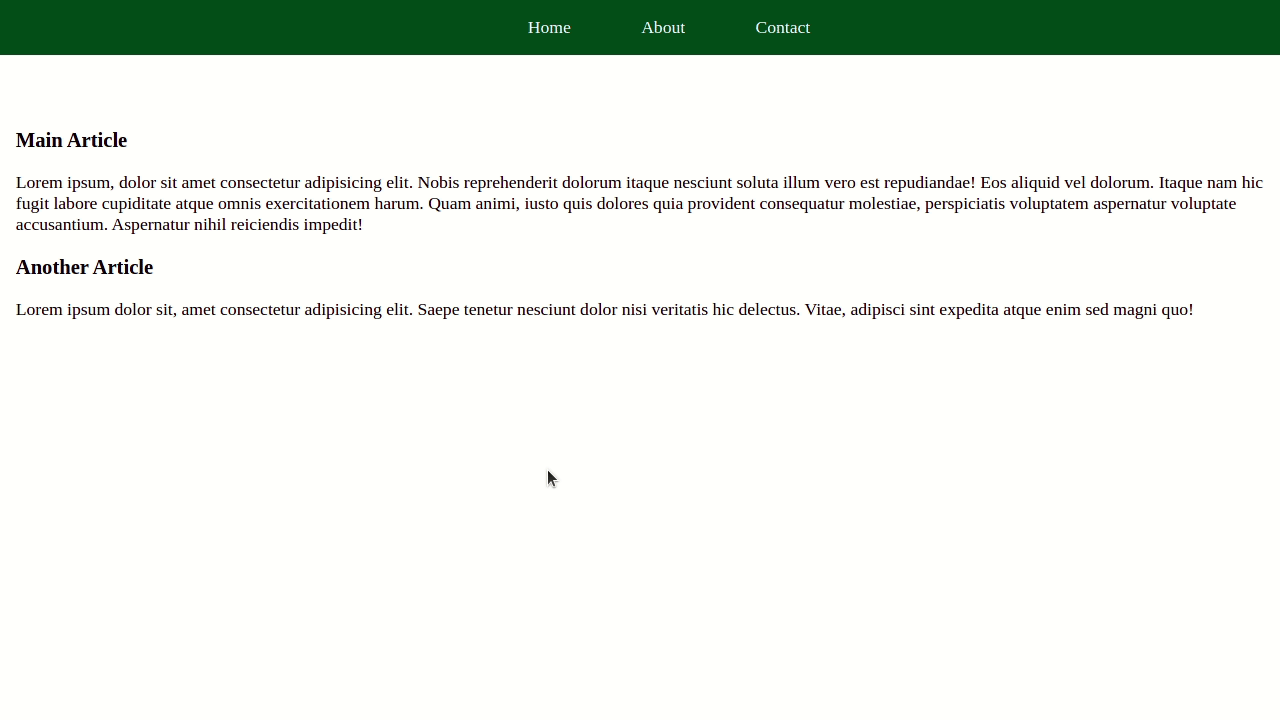 Home About Contact
Main Article
Lorem ipsum, dolor sit amet consectetur adipisicing elit. Nobis reprehenderit dolorum itaque nesciunt soluta illum vero est repudiandae! Eos aliquid vel dolorum. Itaque nam hic
fugit labore cupiditate atque omnis exercitationem harum. Quam animi, iusto quis dolores quia provident consequatur molestiae, perspiciatis voluptatem aspernatur voluptate
accusantium. Aspernatur nihil reiciendis impedit!
Another Article
Lorem ipsum dolor sit, amet consectetur adipisicing elit. Saepe tenetur nesciunt dolor nisi veritatis hic delectus. Vitae, adipisci sint expedita atque enim sed magni quo!